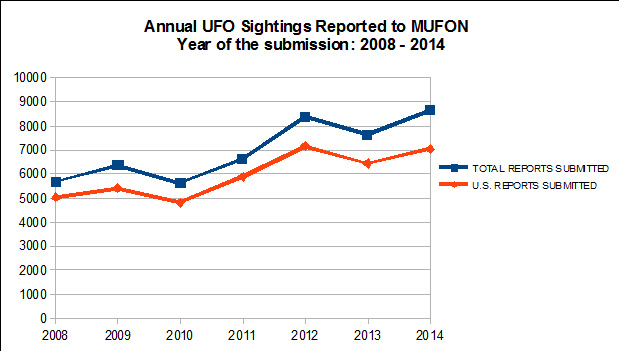 Annual UFO Sightings Reported to MUFON
Year of the submission: 2008 - 2014
10000
9000
8000
7000
6000
5000
4000
3000
2000
1000
0
TOTAL REPORTS SUBMITTED
U.S. REPORTS SUBMITTED
2008 2009 2010 2011 2012 2013 2014